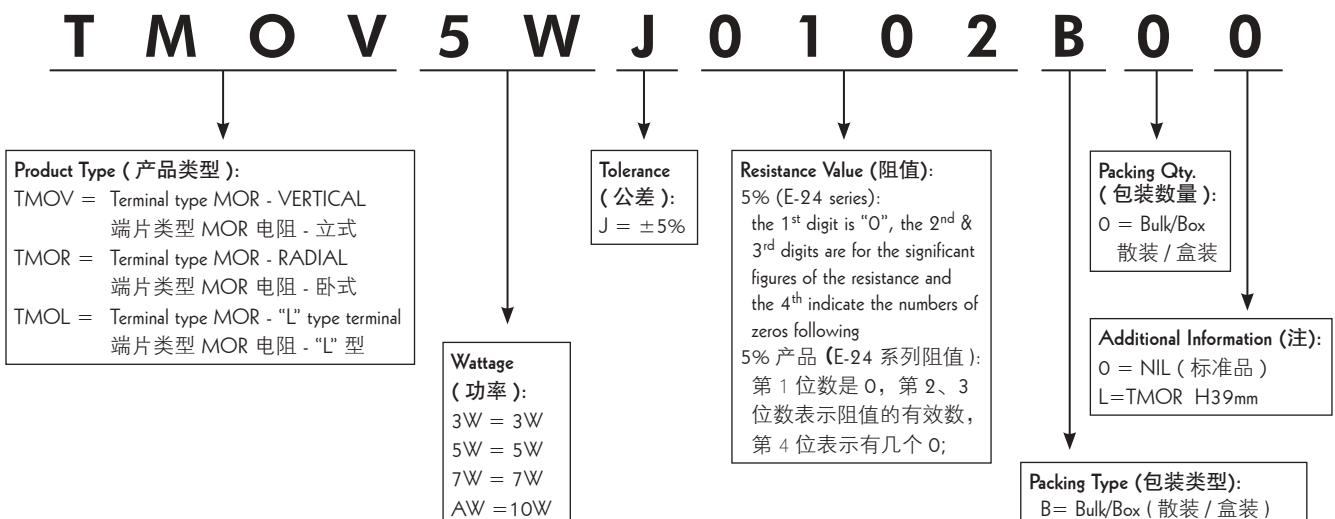 T M O V 5 W J 0 1 0 2 B 0 0
Product Type ( 产品类型 ):
TMOV = Terminal type MOR - VERTICAL
端片类型 MOR 电阻 - 立式
TMOR = Terminal type MOR - RADIAL
端片类型 MOR 电阻 - 卧式
TMOL = Terminal type MOR - “L” type terminal
端片类型 MOR 电阻 - “L” 型
Wattage
( 功率 ):
3W = 3W
5W = 5W
7W = 7W
AW =10W
Tolerance
( 公差 ):
J = ±5%
Resistance Value (阻值):
5% (E-24 series):
the 1st digit is “0”, the 2nd &
3rd digits are for the significant
figures of the resistance and
the 4th indicate the numbers of
zeros following
5% 产品 (E-24 系列阻值 ):
第 1 位数是 0，第 2、3
位数表示阻值的有效数，
第 4 位表示有几个 0;
Packing Qty.
( 包装数量 ):
0 = Bulk/Box
散装 / 盒装
Additional Information (注):
0 = NIL ( 标准品 )
L=TMOR H39mm
Packing Type (包装类型):
B= Bulk/Box ( 散装 / 盒装 )